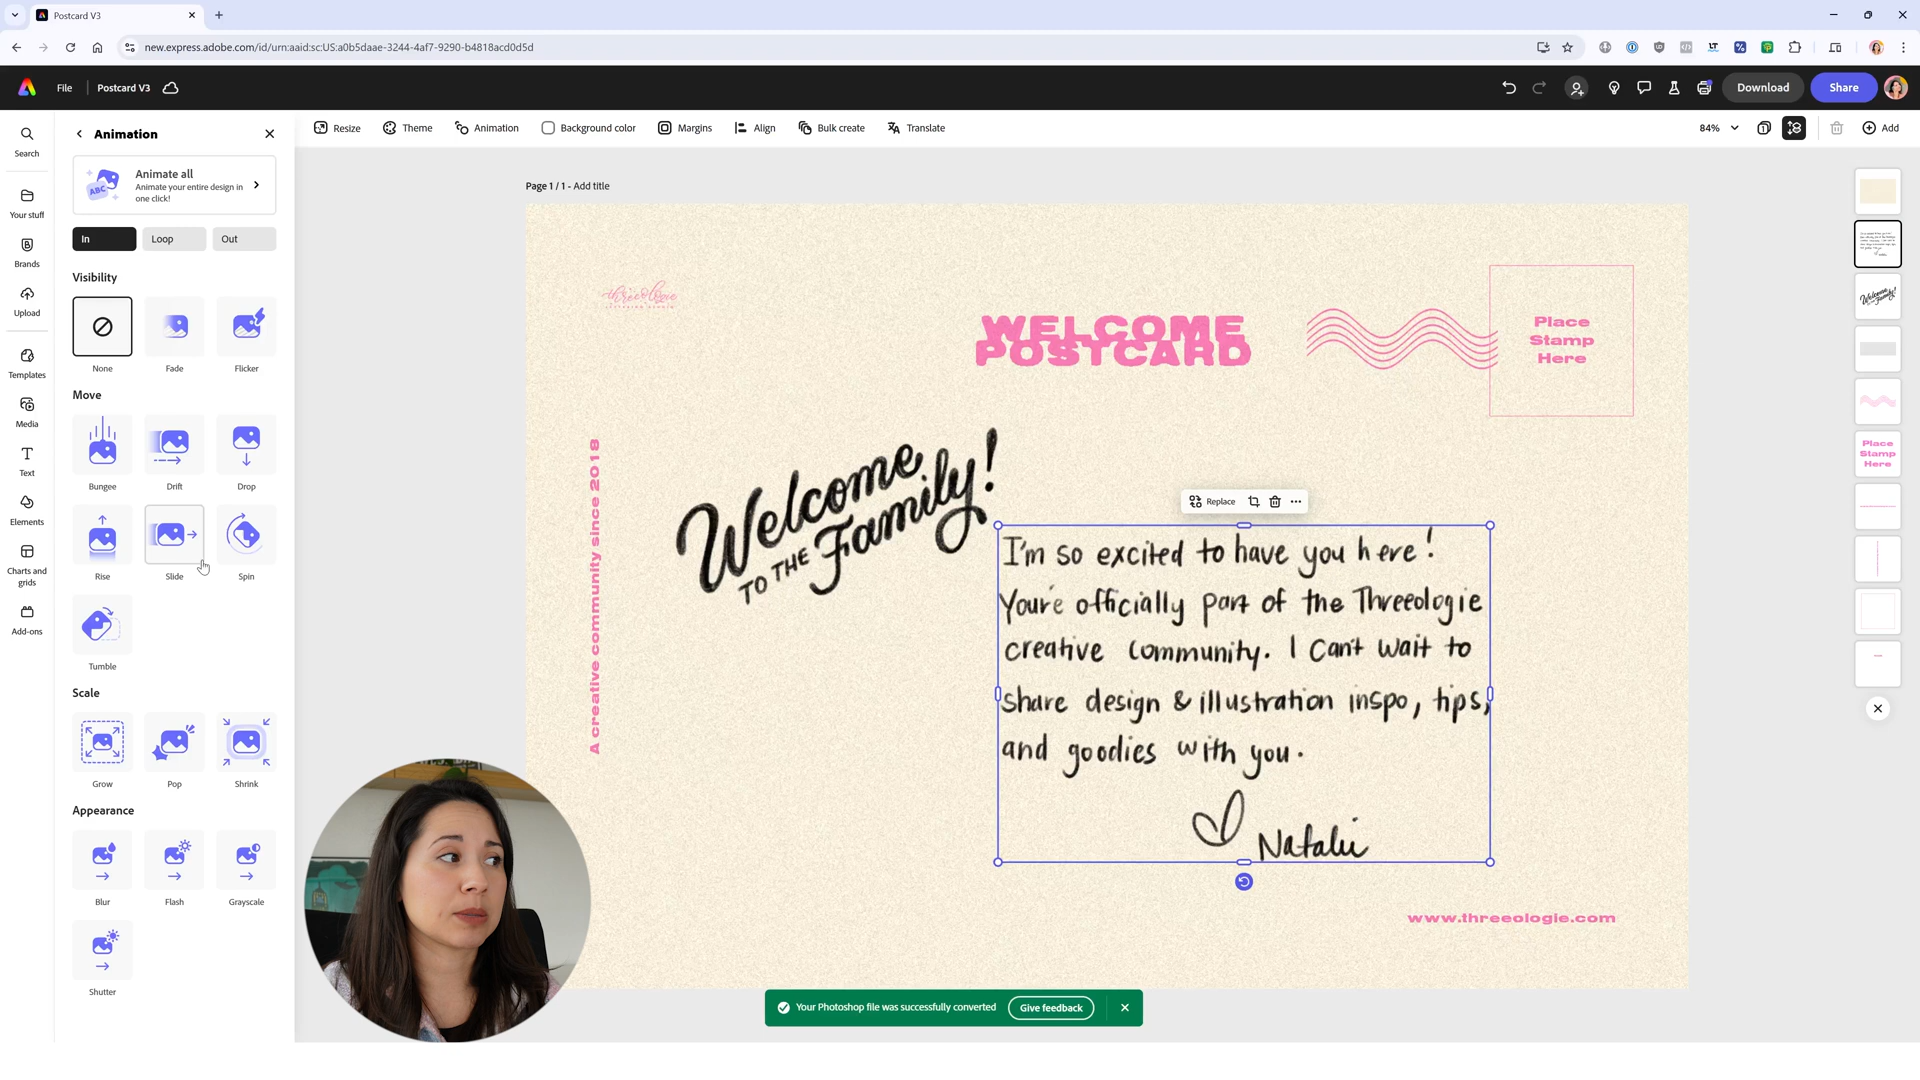 Postcard V3
new.express.adobe.com/id/urn:aaid:sc:US:a0b5daae-3244-4af7-9290-b4818acd0d5d
File
Postcard V3
Download
Share
Search
Your stuff
Brands
Upload
Templates
Media
Text
Elements
Charts and
grids
Add-ons
Animation
Animate all
Animate your entire design in
one click!
ABC
In
Loop
Out
Visibility
None
Fade
Flicker
Move
Bungee
Drift
Drop
Rise
Slide
Spin
Tumble
Scale
Grow
Pop
Shrink
Appearance
Blur
Flash
Grayscale
Shutter
Resize
Theme
Animation
Background color
Margins
Align
Bulk create
Translate
84%
Add
Page 1 / 1 - Add title
threeologie
WELCOME
POSTCARD
Place
Stamp
Here
A creative community since 2018
Welcome
TO THE Family!
Replace
I'm so excited to have you here!
You're officially part of the Threeologie
creative community. I can't wait to
share design & illustration inspo, tips,
and goodies with you.
Natalie
www.threeologie.com
Your Photoshop file was successfully converted
Give feedback
Welcome
Family!
Place
Stamp
Here